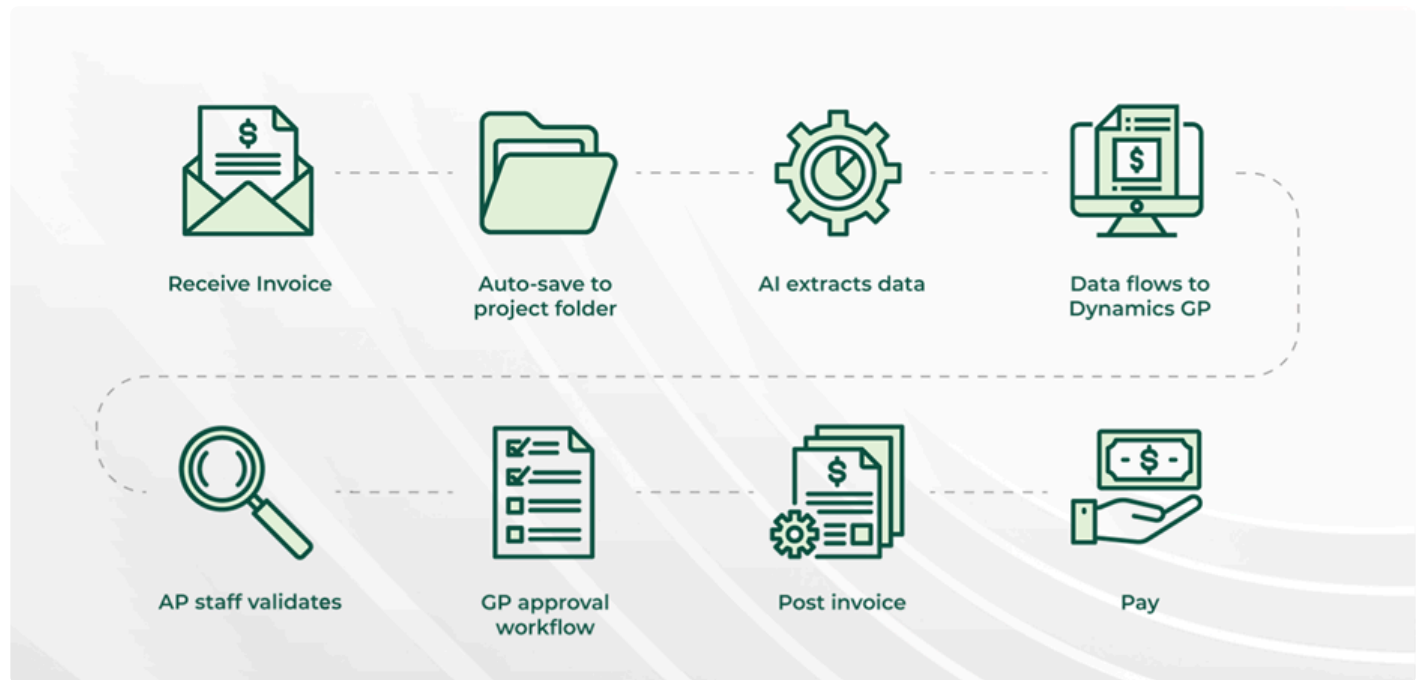 Receive Invoice
Auto-save to
project folder
AI extracts data
Data flows to
Dynamics GP
AP staff validates
GP approval
workflow
Post invoice
Pay